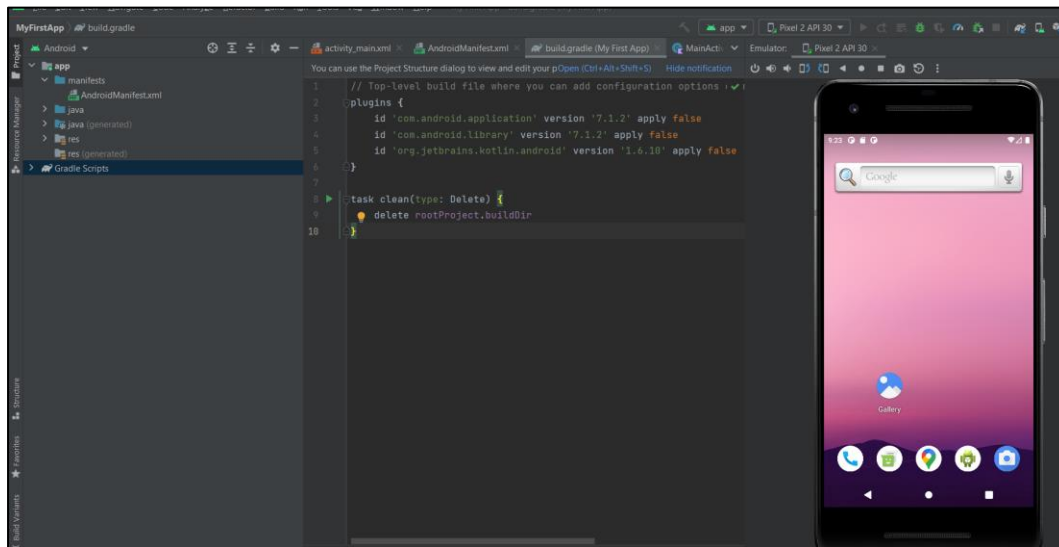 MyFirstApp
build.gradle
app
Pixel 2 API 30
Project
Android
activity_main.xml
AndroidManifest.xml
build.gradle (My First App)
MainActi
Emulator:
Pixel 2 API 30
app
manifests
AndroidManifest.xml
java
java (generated)
res
res (generated)
Gradle Scripts
Resource Manager
Structure
Favorites
Build Variants
You can use the Project Structure dialog to view and edit your p
Open (Ctrl+Alt+Shift+S)
Hide notification
1 // Top-level build file where you can add configuration options
2 plugins {
3 id 'com.android.application' version '7.1.2' apply false
4 id 'com.android.library' version '7.1.2' apply false
5 id 'org.jetbrains.kotlin.android' version '1.6.10' apply false
6 }
7
8 task clean(type: Delete) {
9 delete rootProject.buildDir
10 }
9:23
Google
Gallery